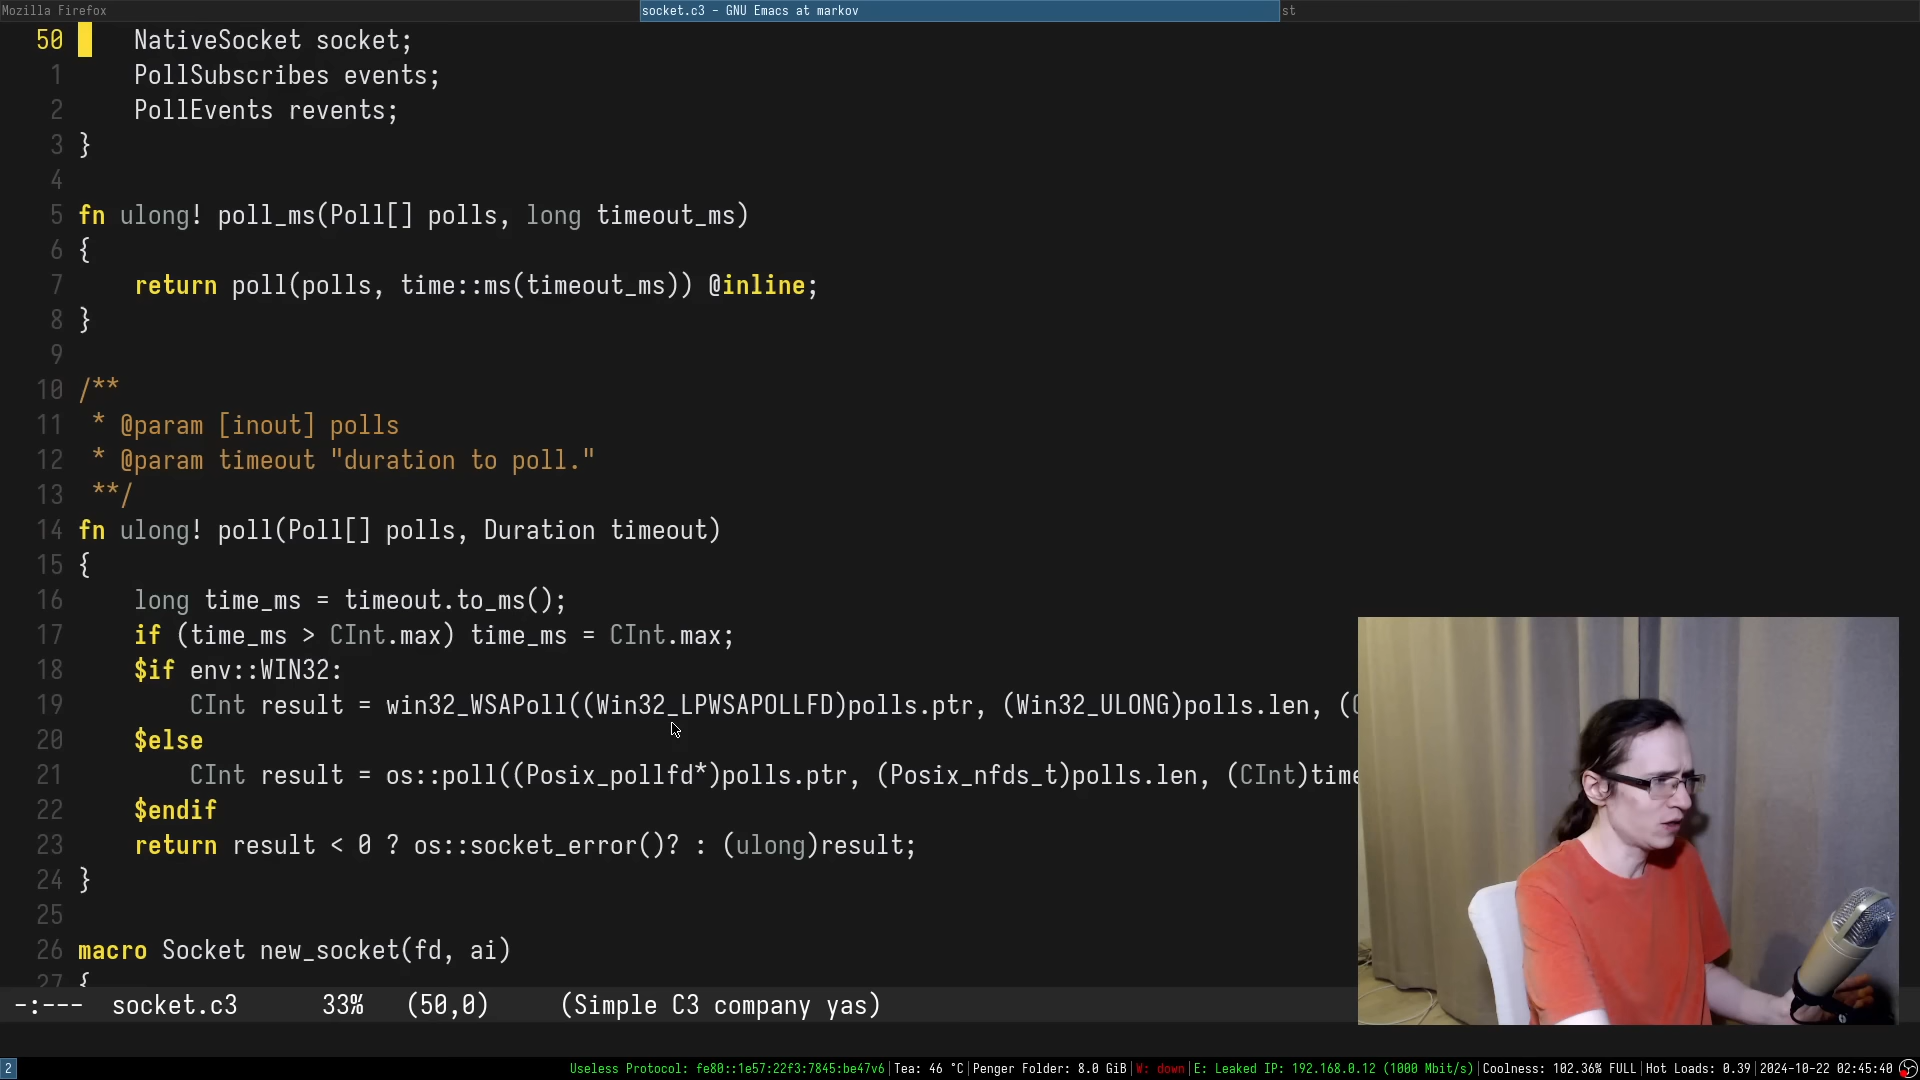 Mozilla Firefox
socket.c3 - GNU Emacs at markov
st
50 NativeSocket socket;
1 PollSubscribes events;
2 PollEvents revents;
3 }
4
5 fn ulong! poll_ms(Poll[] polls, long timeout_ms)
6 {
7 return poll(polls, time::ms(timeout_ms)) @inline;
8 }
9
10 /**
11 * @param [inout] polls
12 * @param timeout "duration to poll."
13 **/
14 fn ulong! poll(Poll[] polls, Duration timeout)
15 {
16 long time_ms = timeout.to_ms();
17 if (time_ms > CInt.max) time_ms = CInt.max;
18 $if env::WIN32:
19 CInt result = win32_WSAPoll((Win32_LPWSAPOLLFD)polls.ptr, (Win32_ULONG)polls.len, (
20 $else
21 CInt result = os::poll((Posix_pollfd*)polls.ptr, (Posix_nfds_t)polls.len, (CInt)time
22 $endif
23 return result < 0 ? os::socket_error()? : (ulong)result;
24 }
25
26 macro Socket new_socket(fd, ai)
27 {
-:--- socket.c3 33% (50,0) (Simple C3 company yas)
2 Useless Protocol: fe80::1e57:22f3:7845:be47v6|Tea: 46 °C|Penger Folder: 8.0 GiB|W: down|E: Leaked IP: 192.168.0.12 (1000 Mbit/s)|Coolness: 102.36% FULL|Hot Loads: 0.39|2024-10-22 02:45:40